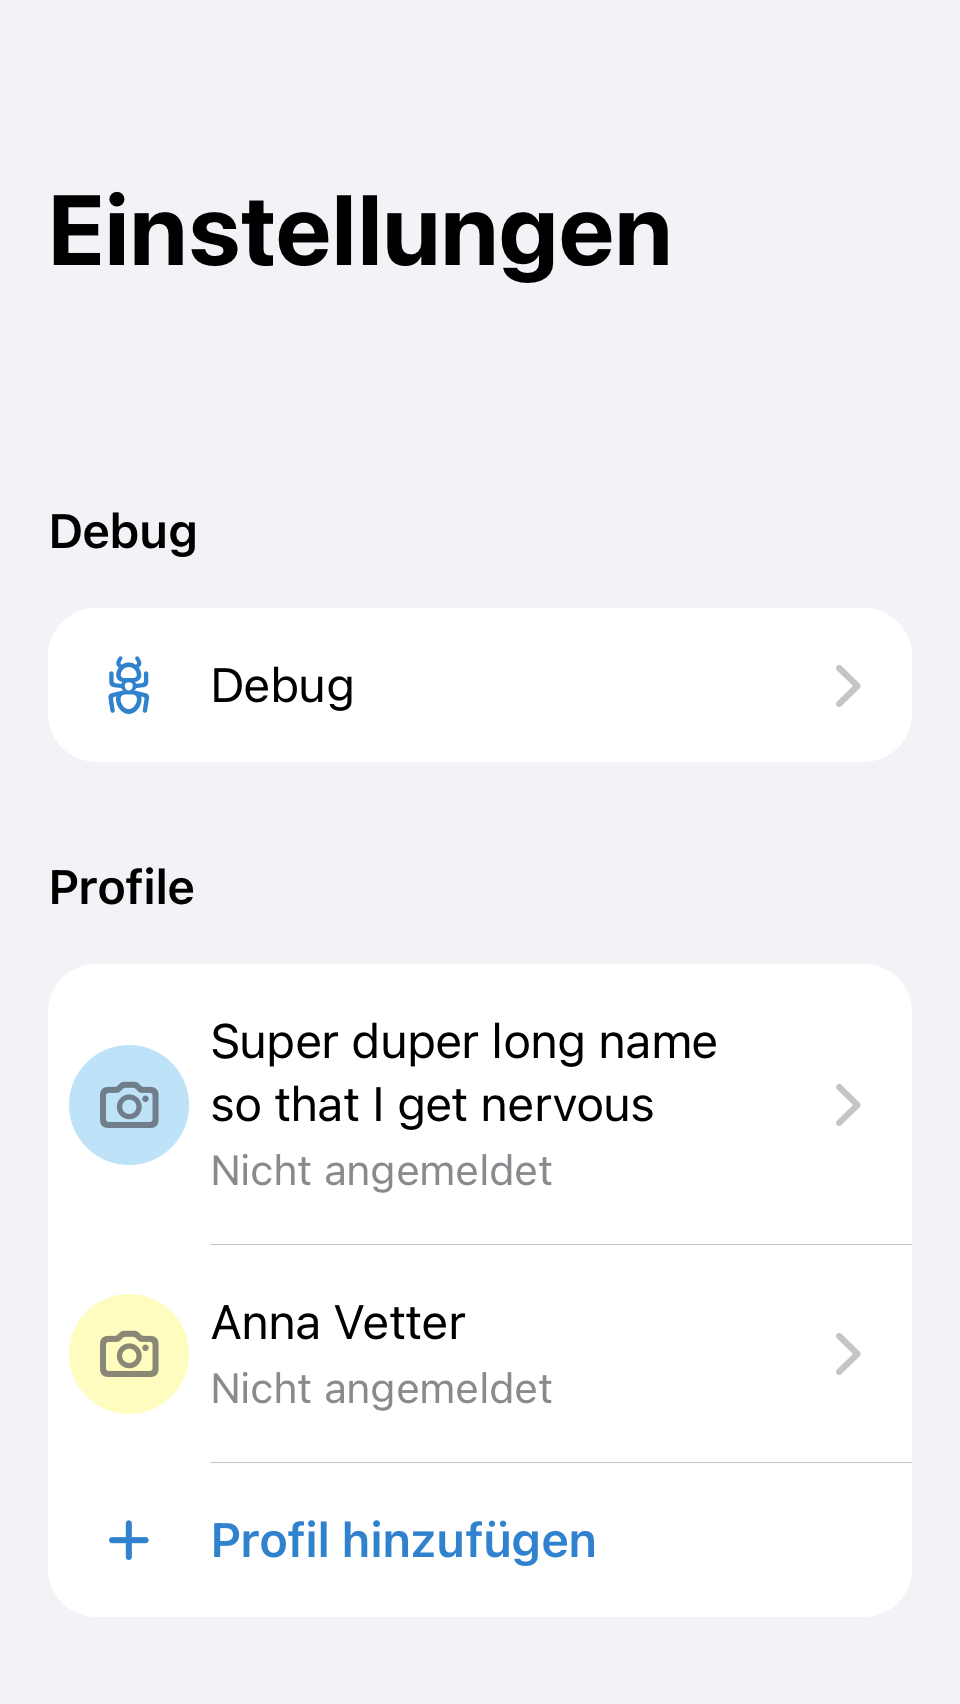 Einstellungen
Debug
Debug
Profile
Super duper long name
so that I get nervous
Nicht angemeldet
Anna Vetter
Nicht angemeldet
Profil hinzufügen